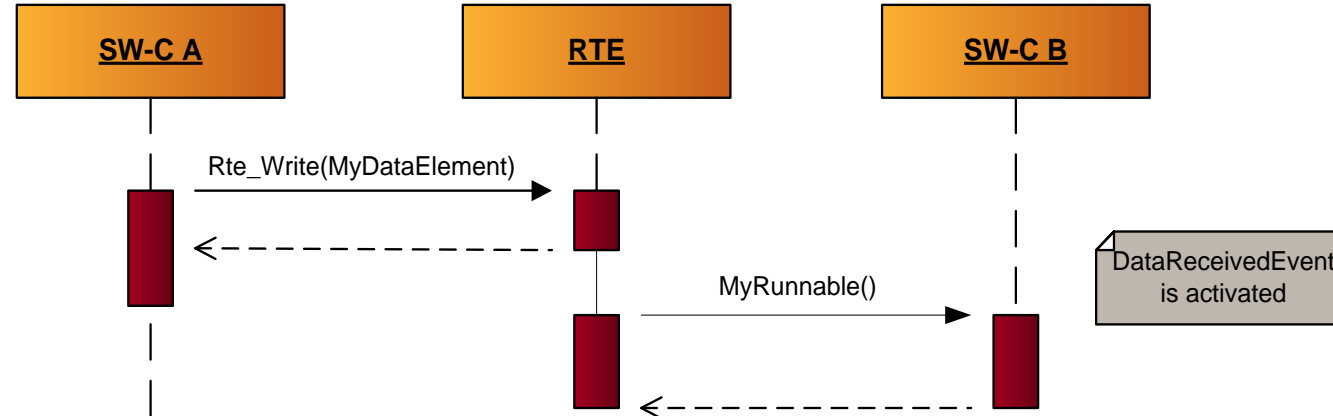 SW-C A
RTE
SW-C B
Rte_Write(MyDataElement)
DataReceivedEvent
is activated
MyRunnable()